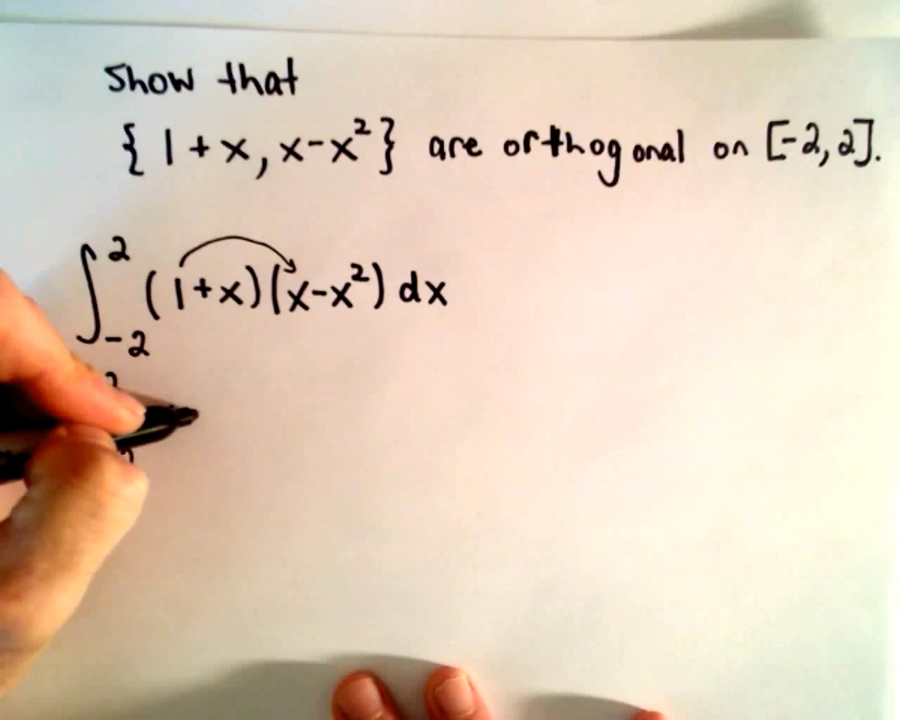 Show that
{ 1 + x, x - x² } are orthogonal on [-2, 2].
∫₋₂² (1+x)(x-x²) dx